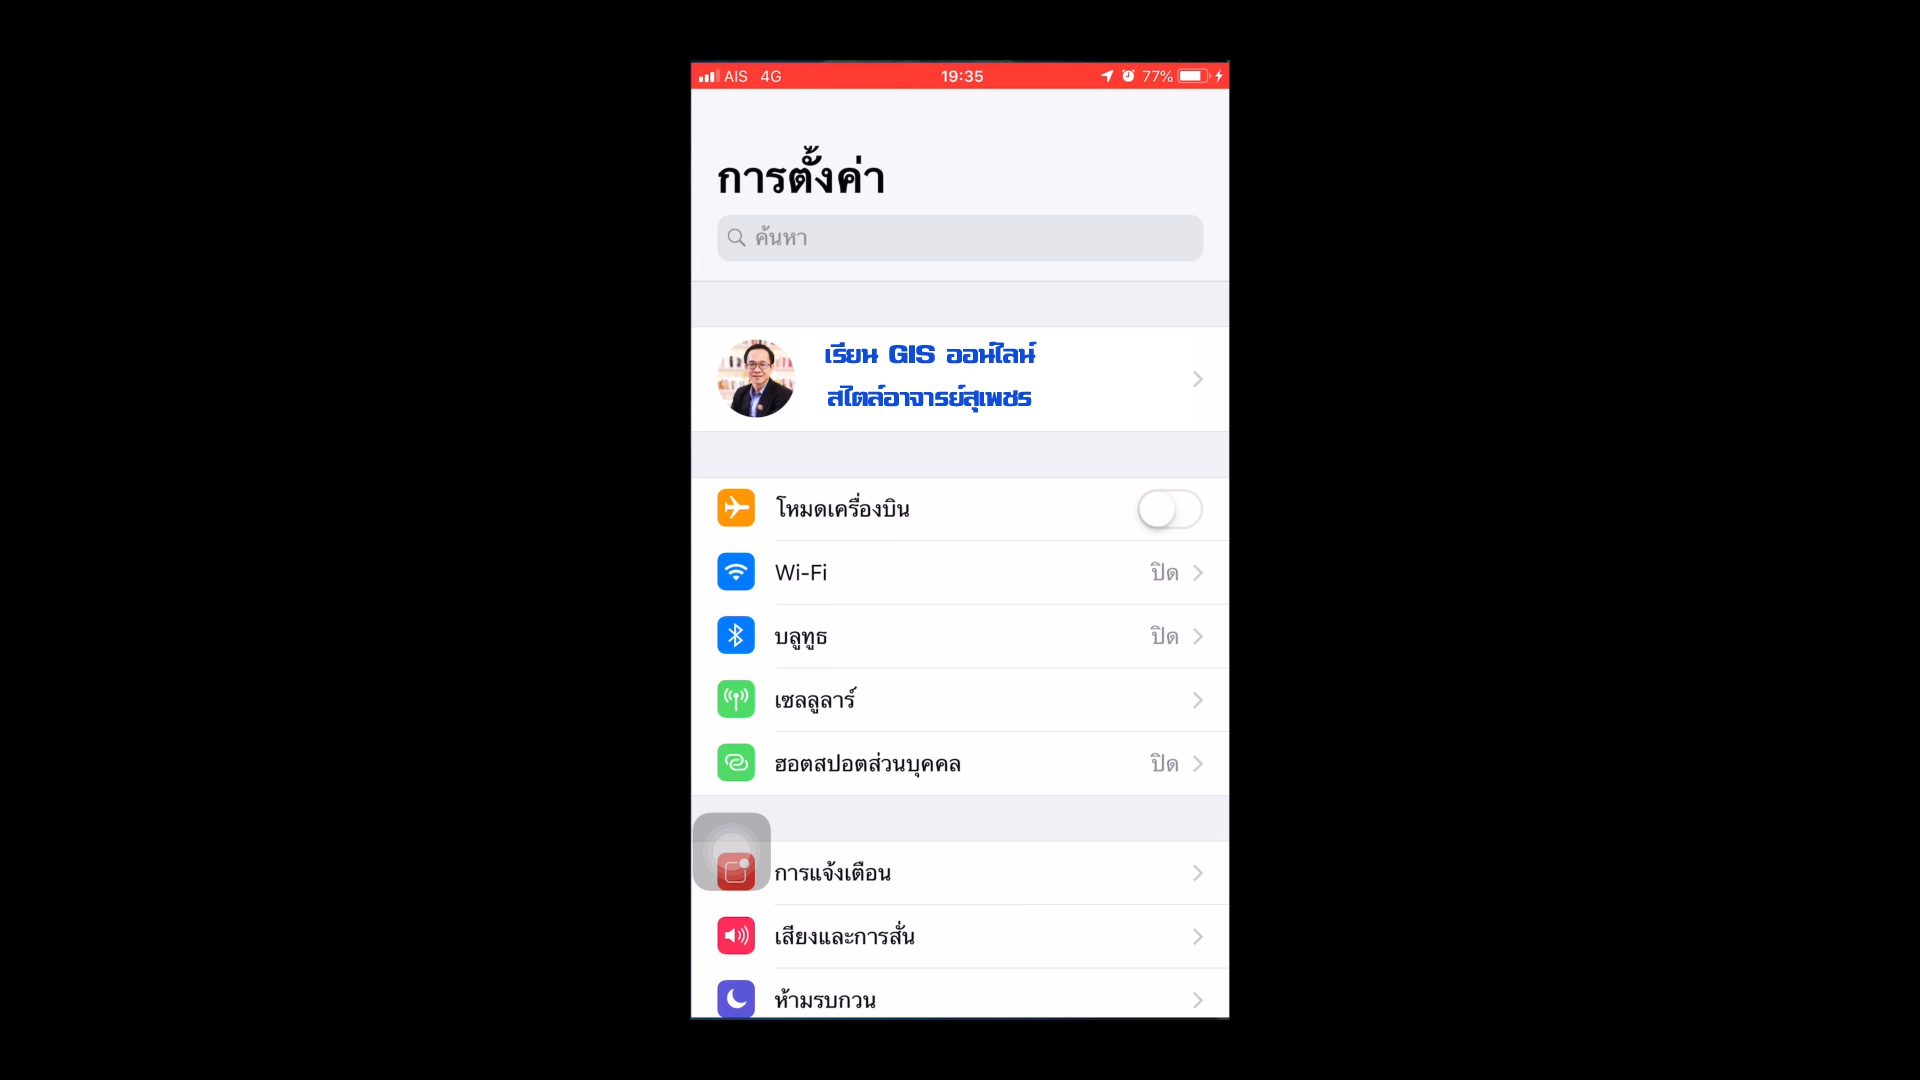 AIS 4G 19:35 77%
การตั้งค่า
ค้นหา
เรียน GIS ออนไลน์
สไตล์อาจารย์สุเพชร
โหมดเครื่องบิน
Wi-Fi ปิด
บลูทูธ ปิด
เซลลูลาร์
ฮอตสปอตส่วนบุคคล ปิด
การแจ้งเตือน
เสียงและการสั่น
ห้ามรบกวน